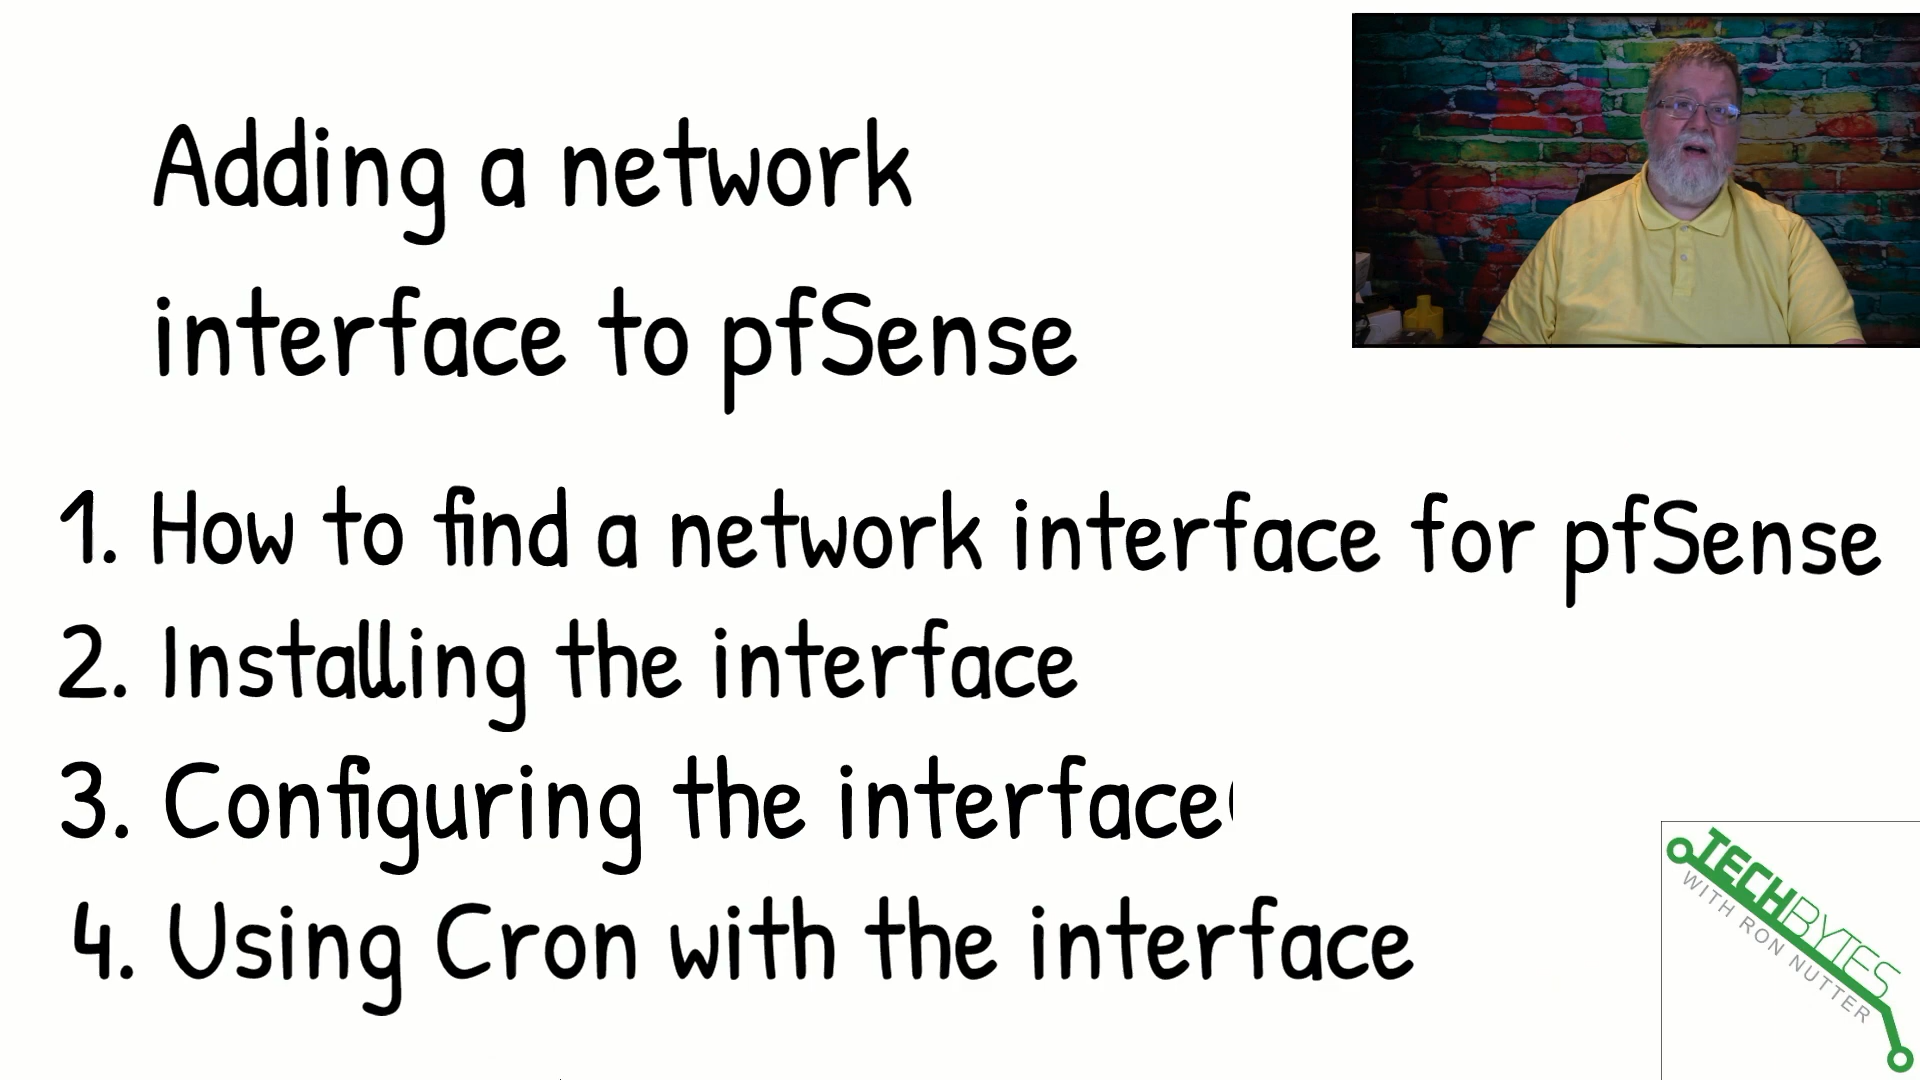 Adding a network
interface to pfSense
1. How to find a network interface for pfSense
2. Installing the interface
3. Configuring the interface
4. Using Cron with the interface
TECHBYTES
WITH RON NUTTER